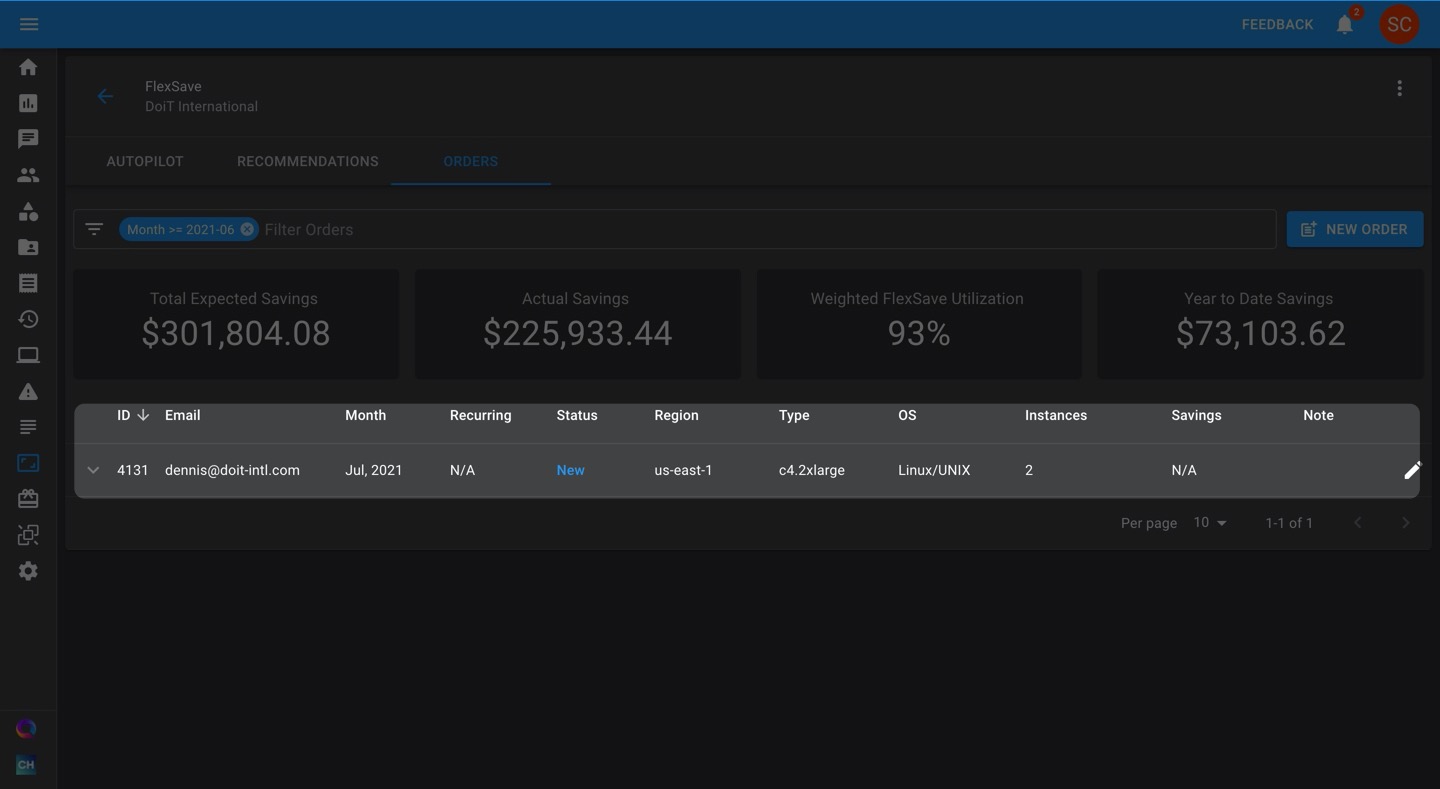 FEEDBACK 2 SC
FlexSave
DoiT International
AUTOPILOT RECOMMENDATIONS ORDERS
Month >= 2021-06 Filter Orders NEW ORDER
Total Expected Savings Actual Savings Weighted FlexSave Utilization Year to Date Savings
$301,804.08 $225,933.44 93% $73,103.62
ID Email Month Recurring Status Region Type OS Instances Savings Note
4131 dennis@doit-intl.com Jul, 2021 N/A New us-east-1 c4.2xlarge Linux/UNIX 2 N/A
Per page 10 1-1 of 1
CH